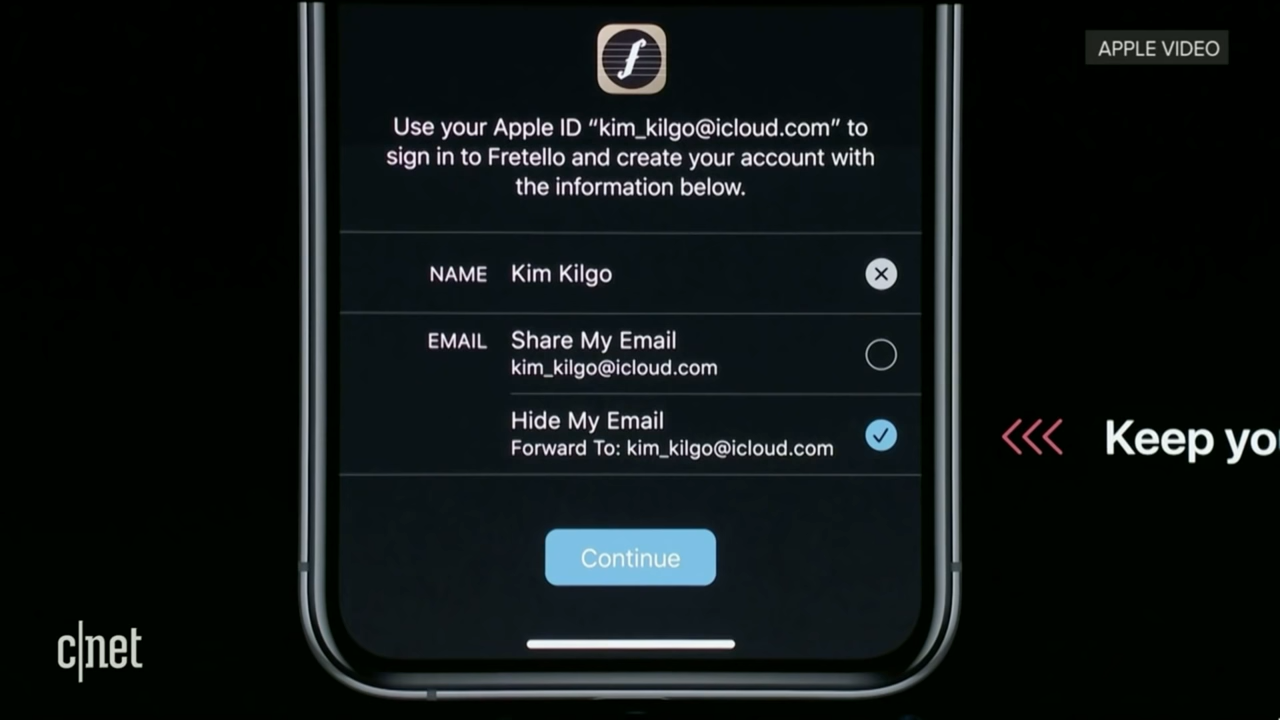 APPLE VIDEO
f
Use your Apple ID “kim_kilgo@icloud.com” to
sign in to Fretello and create your account with
the information below.
NAME Kim Kilgo
EMAIL Share My Email
kim_kilgo@icloud.com
Hide My Email
Forward To: kim_kilgo@icloud.com
Keep
Continue
c|net